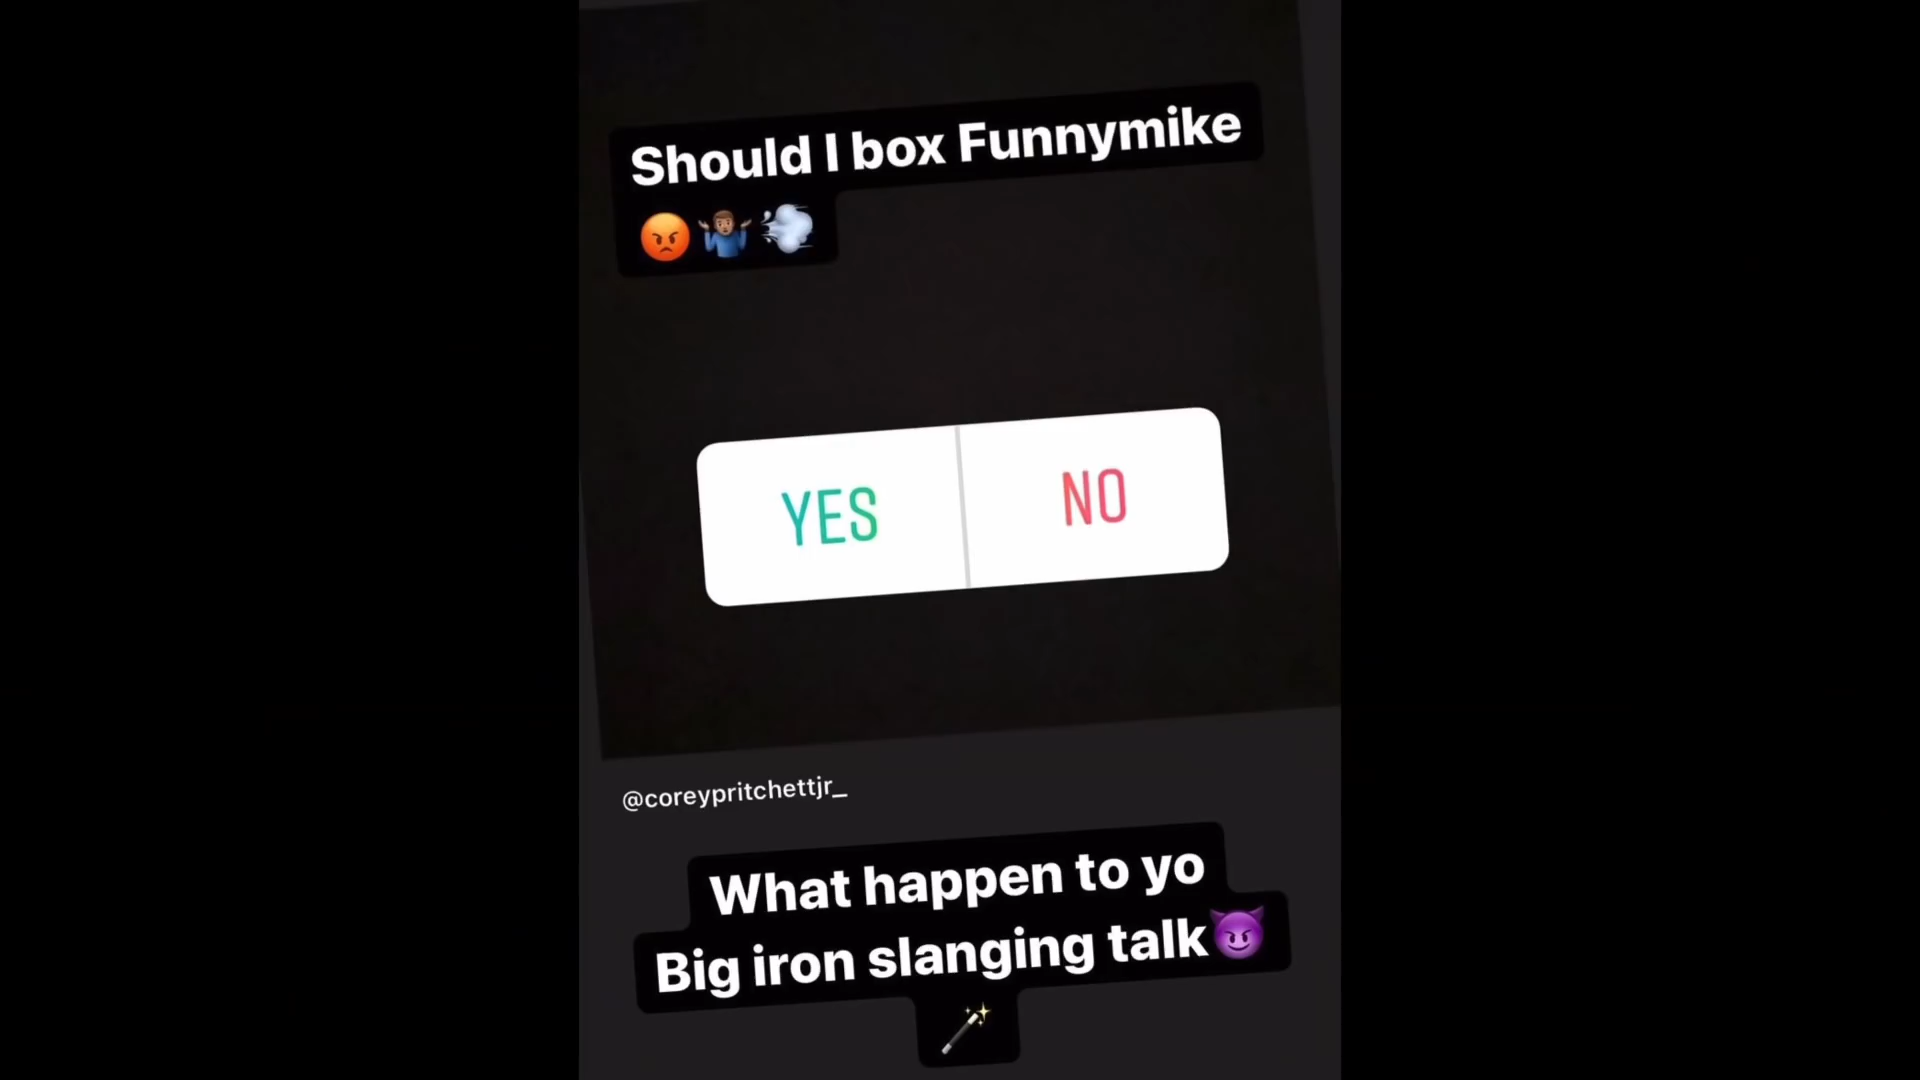 Should I box Funnymike
😡🤷🏽‍♂️💨
YES
NO
@coreypritchettjr_
What happen to yo
Big iron slanging talk😈
🪄